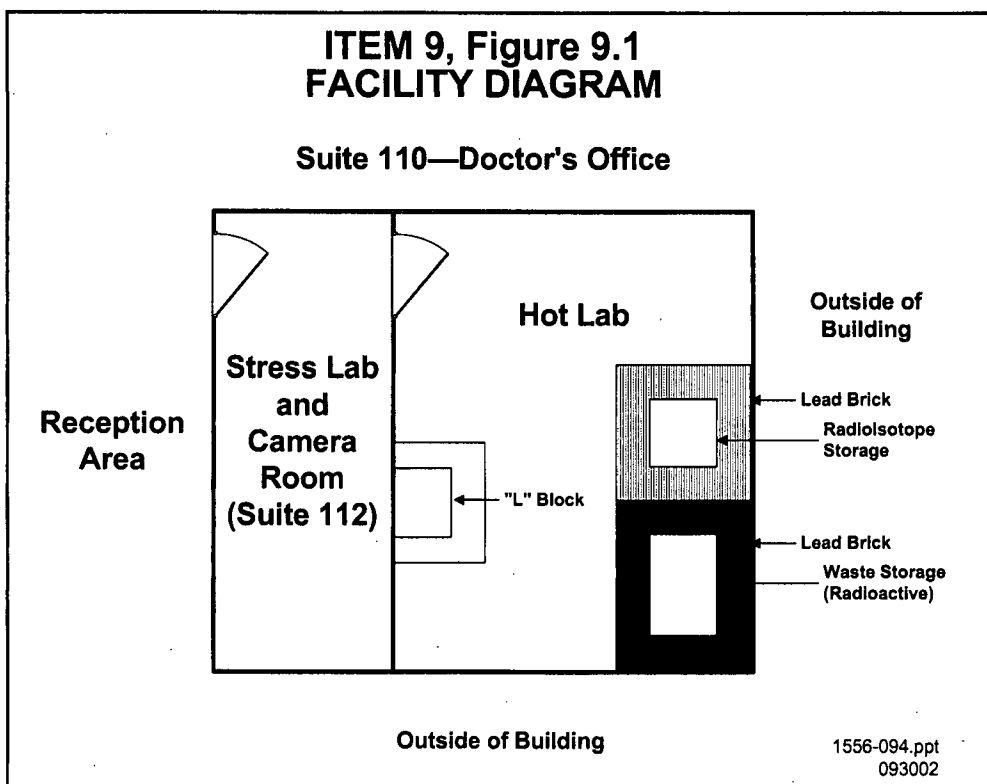 ITEM 9, Figure 9.1
FACILITY DIAGRAM
Suite 110—Doctor's Office
Hot Lab
Outside of
Building
Stress Lab
and
Camera
Room
(Suite 112)
Reception
Area
Lead Brick
RadioIsotope
Storage
"L" Block
Lead Brick
Waste Storage
(Radioactive)
Outside of Building
1556-094.ppt
093002